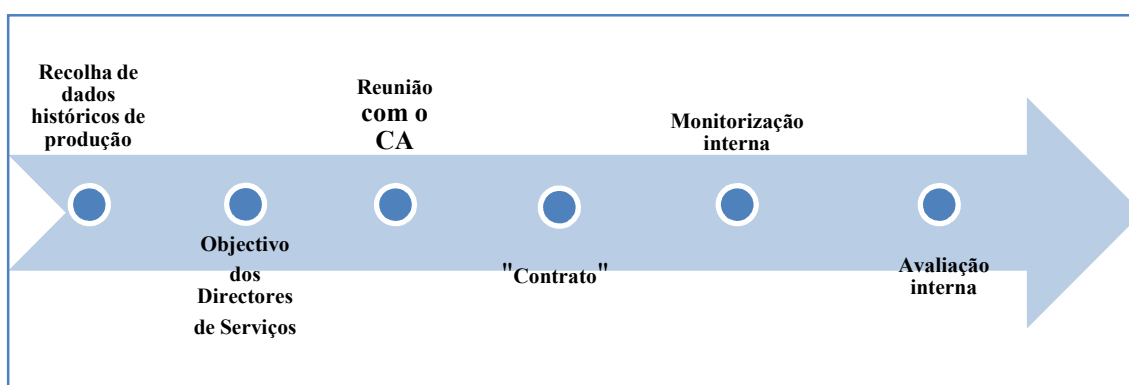 Recolha de
dados
históricos de
produção
Objectivo
dos
Directores
de Serviços
Reunião
com o
CA
"Contrato"
Monitorização
interna
Avaliação
interna